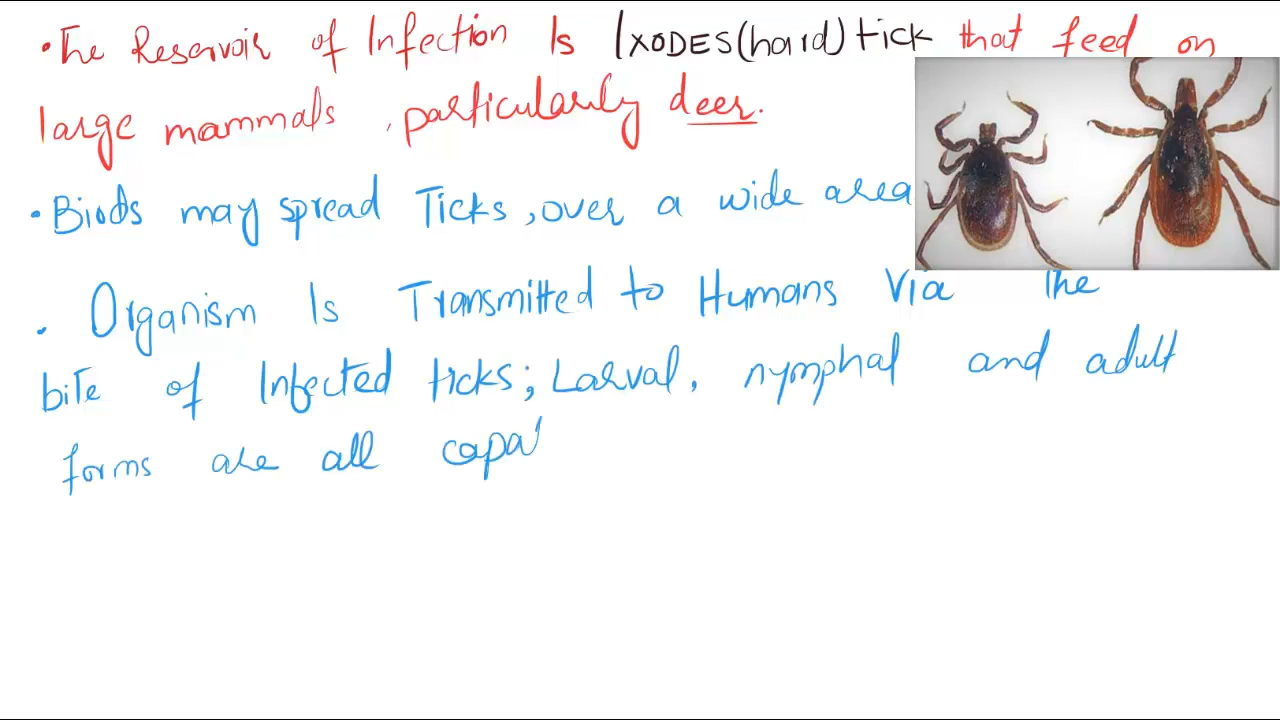 • The Reservoir of Infection Is IXODES(hard) tick that feed on
large mammals, particularly deer.
• Birds may spread Ticks, over a wide area
• Organism Is Transmitted to Humans Via the
bite of Infected ticks; Larval, nymphal and adult
forms are all capa